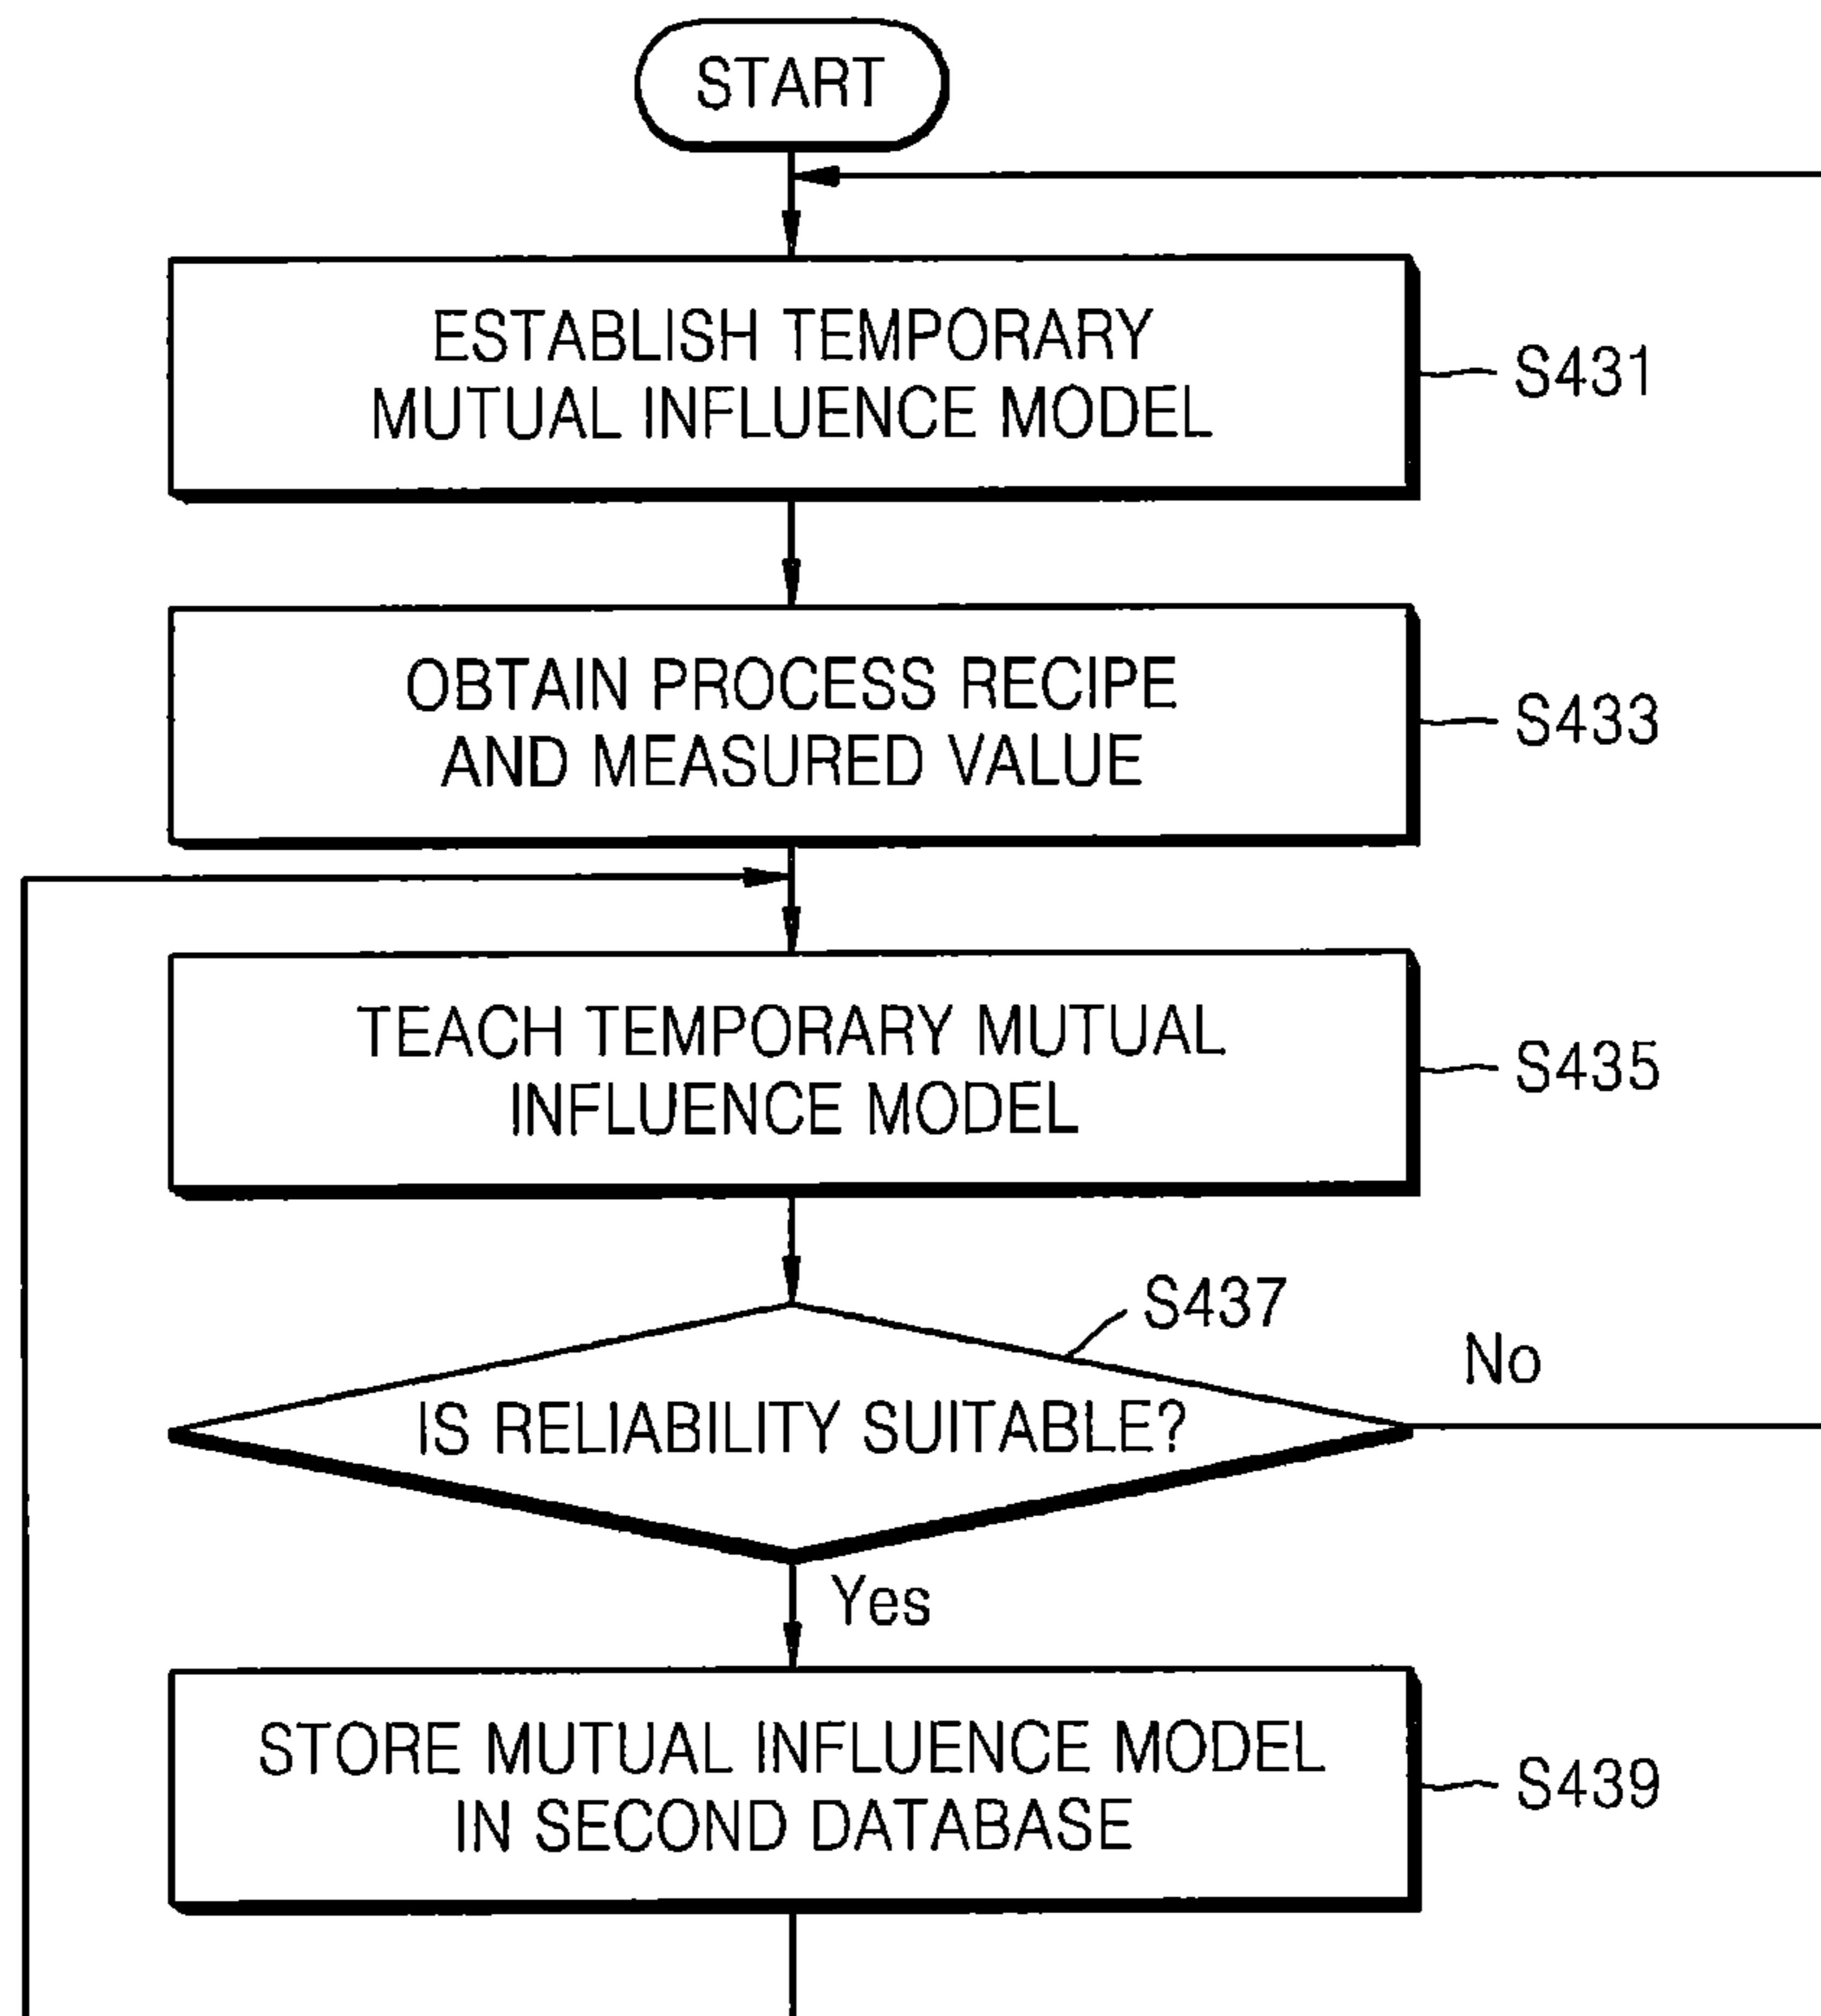 START
ESTABLISH TEMPORARY
MUTUAL INFLUENCE MODEL
S431
OBTAIN PROCESS RECIPE
AND MEASURED VALUE
S433
TEACH TEMPORARY MUTUAL
INFLUENCE MODEL
S435
S437
No
IS RELIABILITY SUITABLE?
Yes
STORE MUTUAL INFLUENCE MODEL
IN SECOND DATABASE
S439